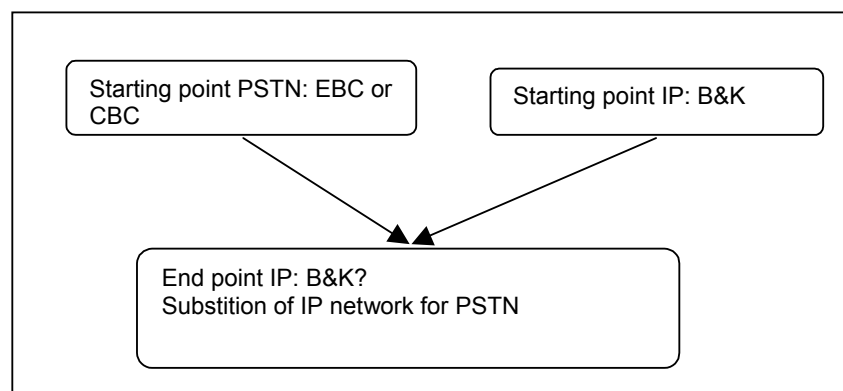 Starting point PSTN: EBC or
CBC
Starting point IP: B&K
End point IP: B&K?
Substition of IP network for PSTN